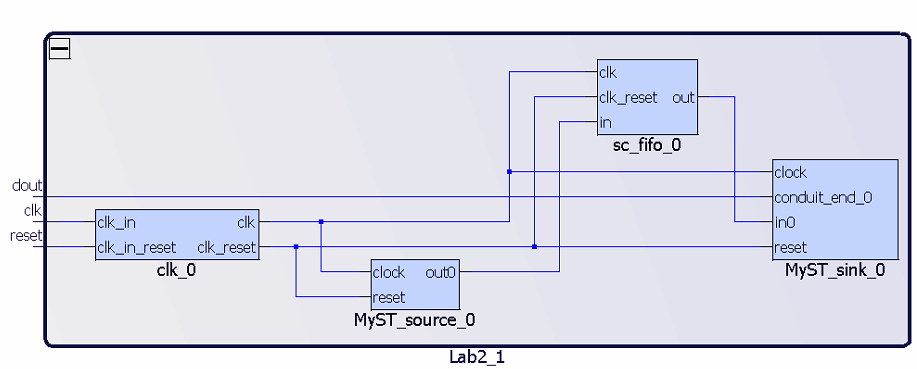 clk
clk_reset out
in
sc_fifo_0
dout
clk
reset
clk_in clk
clk_in_reset clk_reset
clk_0
clock out0
reset
MyST_source_0
clock
conduit_end_0
in0
reset
MyST_sink_0
Lab2_1